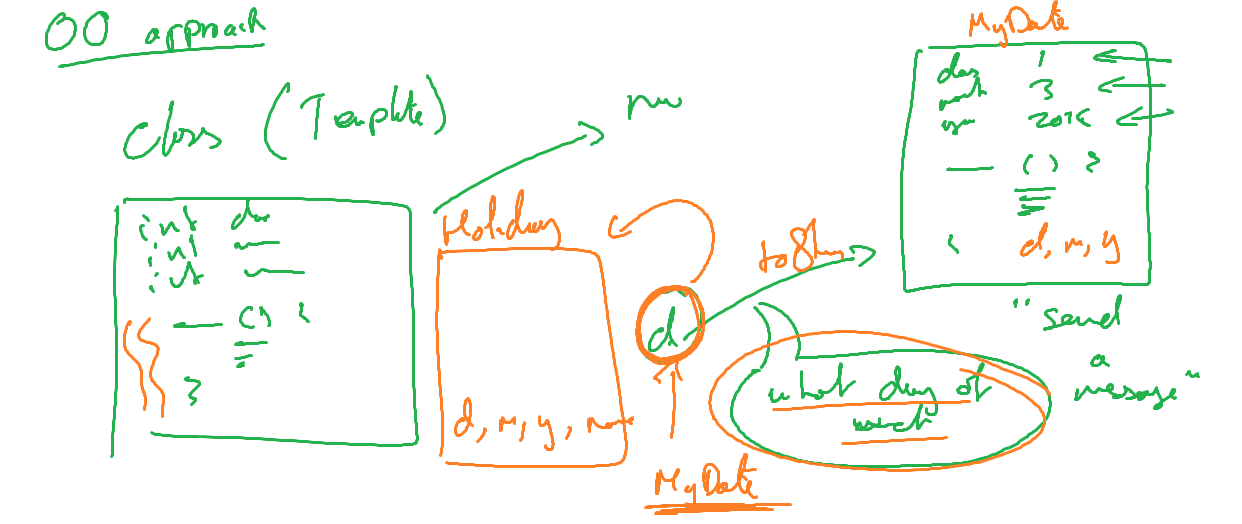 OO approach
class (Template)
new
int day
int
int
( ) {
}
Holiday
d, m, y, name
d
MyDate
toString
what day of
week
MyDate
day 1
month 3
year
( ) }
{ d, m, y
"send
a
message"